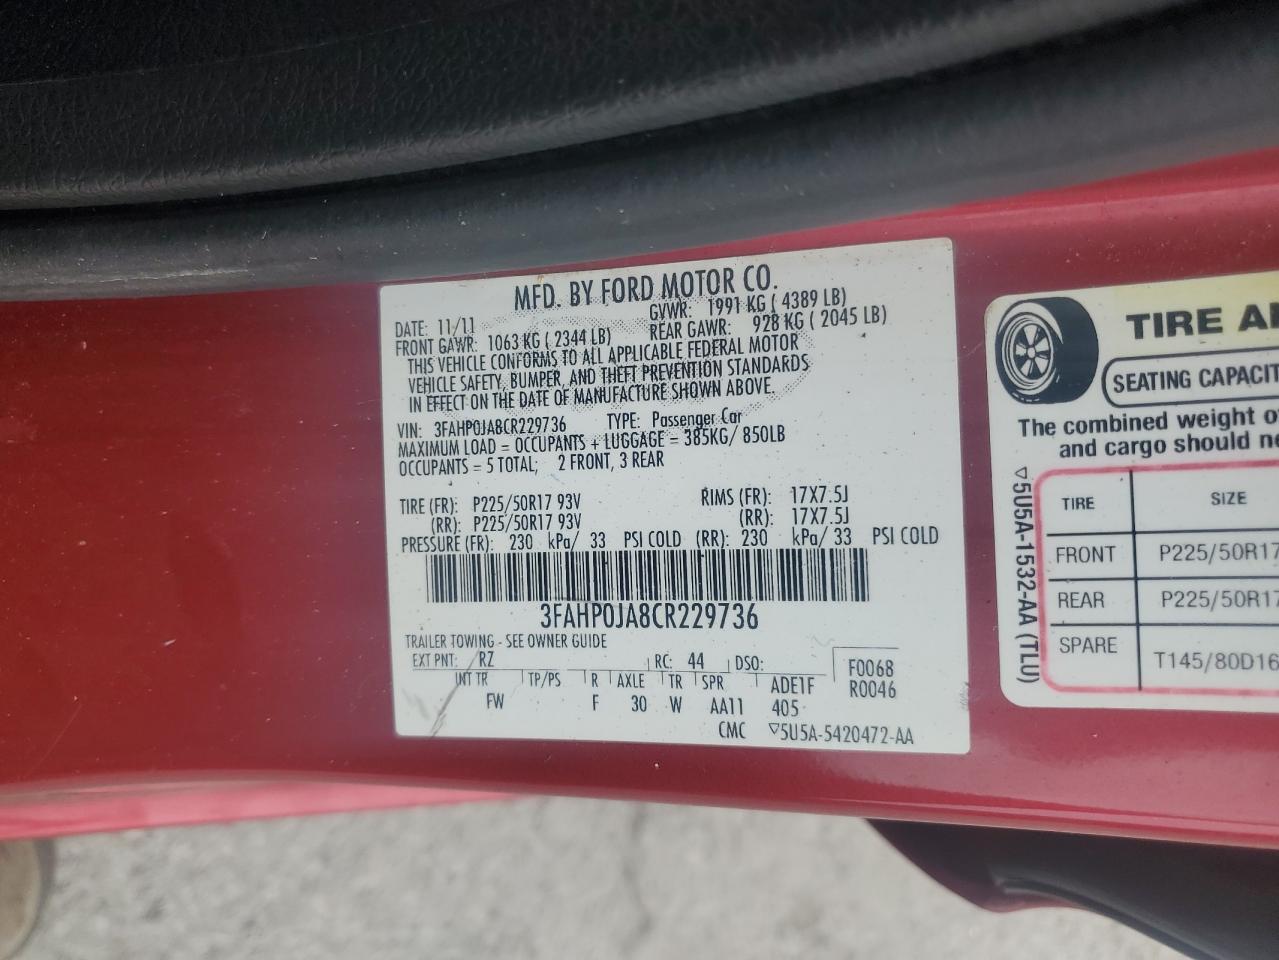 MFD. BY FORD MOTOR CO.
DATE: 11/11 GVWR: 1991 KG ( 4389 LB)
FRONT GAWR: 1063 KG ( 2344 LB) REAR GAWR: 928 KG ( 2045 LB)
THIS VEHICLE CONFORMS TO ALL APPLICABLE FEDERAL MOTOR
VEHICLE SAFETY, BUMPER, AND THEFT PREVENTION STANDARDS
IN EFFECT ON THE DATE OF MANUFACTURE SHOWN ABOVE.
VIN: 3FAHP0JA8CR229736 TYPE: Passenger Car
MAXIMUM LOAD = OCCUPANTS + LUGGAGE = 385KG/ 850LB
OCCUPANTS = 5 TOTAL; 2 FRONT, 3 REAR
TIRE (FR): P225/50R17 93V RIMS (FR): 17X7.5J
(RR): P225/50R17 93V (RR): 17X7.5J
PRESSURE (FR): 230 kPa/ 33 PSI COLD (RR): 230 kPa/ 33 PSI COLD
3FAHP0JA8CR229736
TRAILER TOWING - SEE OWNER GUIDE
EXT PNT: RZ RC: 44 DSO: F0068
INT TR TP/PS R AXLE TR SPR ADE1F R0046
FW F 30 W AA11 405
CMC ▽5U5A-5420472-AA
TIRE A
SEATING CAPACIT
The combined weight o
and cargo should ne
▽5U5A-1532-AA (TLU)
TIRE SIZE
FRONT P225/50R17
REAR P225/50R17
SPARE T145/80D16